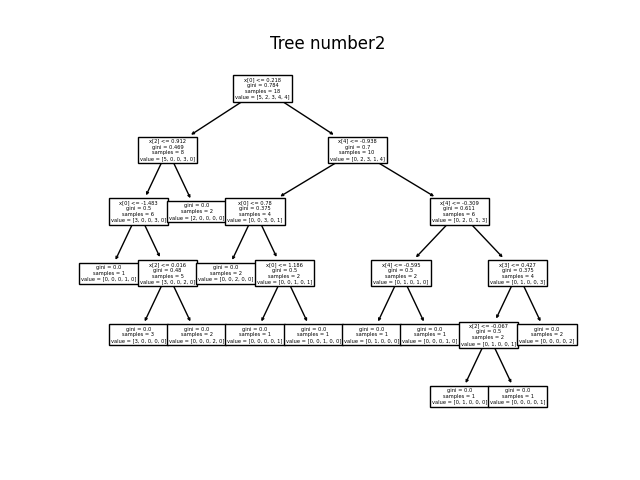 Tree number2
x[0] <= 0.218
gini = 0.784
samples = 18
value = [5, 2, 3, 4, 4]
x[2] <= 0.912
gini = 0.469
samples = 8
value = [5, 0, 0, 3, 0]
x[4] <= -0.938
gini = 0.7
samples = 10
value = [0, 2, 3, 1, 4]
x[0] <= -1.483
gini = 0.5
samples = 6
value = [3, 0, 0, 3, 0]
gini = 0.0
samples = 2
value = [2, 0, 0, 0, 0]
x[0] <= 0.78
gini = 0.375
samples = 4
value = [0, 0, 3, 0, 1]
x[4] <= -0.309
gini = 0.611
samples = 6
value = [0, 2, 0, 1, 3]
gini = 0.0
samples = 1
value = [0, 0, 0, 1, 0]
x[2] <= 0.016
gini = 0.48
samples = 5
value = [3, 0, 0, 2, 0]
gini = 0.0
samples = 2
value = [0, 0, 2, 0, 0]
x[0] <= 1.186
gini = 0.5
samples = 2
value = [0, 0, 1, 0, 1]
x[4] <= -0.595
gini = 0.5
samples = 2
value = [0, 1, 0, 1, 0]
x[3] <= 0.427
gini = 0.375
samples = 4
value = [0, 1, 0, 0, 3]
gini = 0.0
samples = 3
value = [3, 0, 0, 0, 0]
gini = 0.0
samples = 2
value = [0, 0, 0, 2, 0]
gini = 0.0
samples = 1
value = [0, 0, 0, 0, 1]
gini = 0.0
samples = 1
value = [0, 0, 1, 0, 0]
gini = 0.0
samples = 1
value = [0, 1, 0, 0, 0]
gini = 0.0
samples = 1
value = [0, 0, 0, 1, 0]
x[2] <= -0.067
gini = 0.5
samples = 2
value = [0, 1, 0, 0, 1]
gini = 0.0
samples = 2
value = [0, 0, 0, 0, 2]
gini = 0.0
samples = 1
value = [0, 1, 0, 0, 0]
gini = 0.0
samples = 1
value = [0, 0, 0, 0, 1]